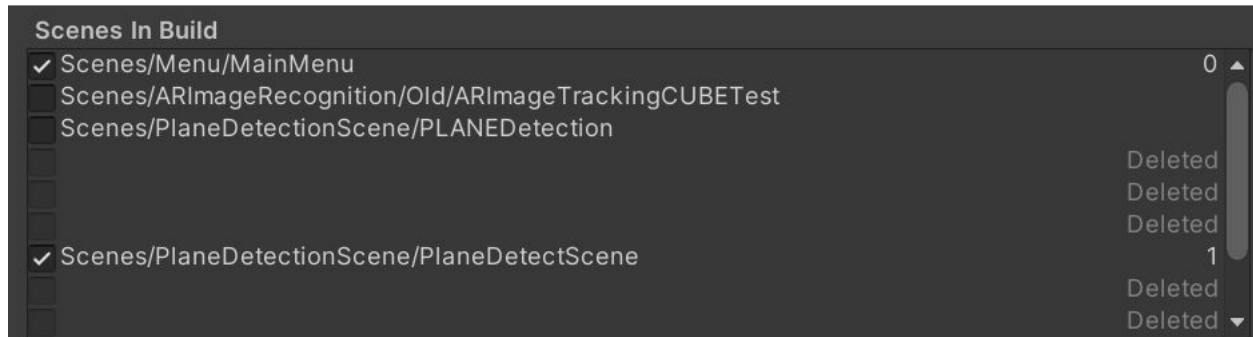 Scenes In Build
Scenes/Menu/MainMenu 0
Scenes/ARImageRecognition/Old/ARImageTrackingCUBETest
Scenes/PlaneDetectionScene/PLANEDetection
Deleted
Deleted
Deleted
Scenes/PlaneDetectionScene/PlaneDetectScene 1
Deleted
Deleted